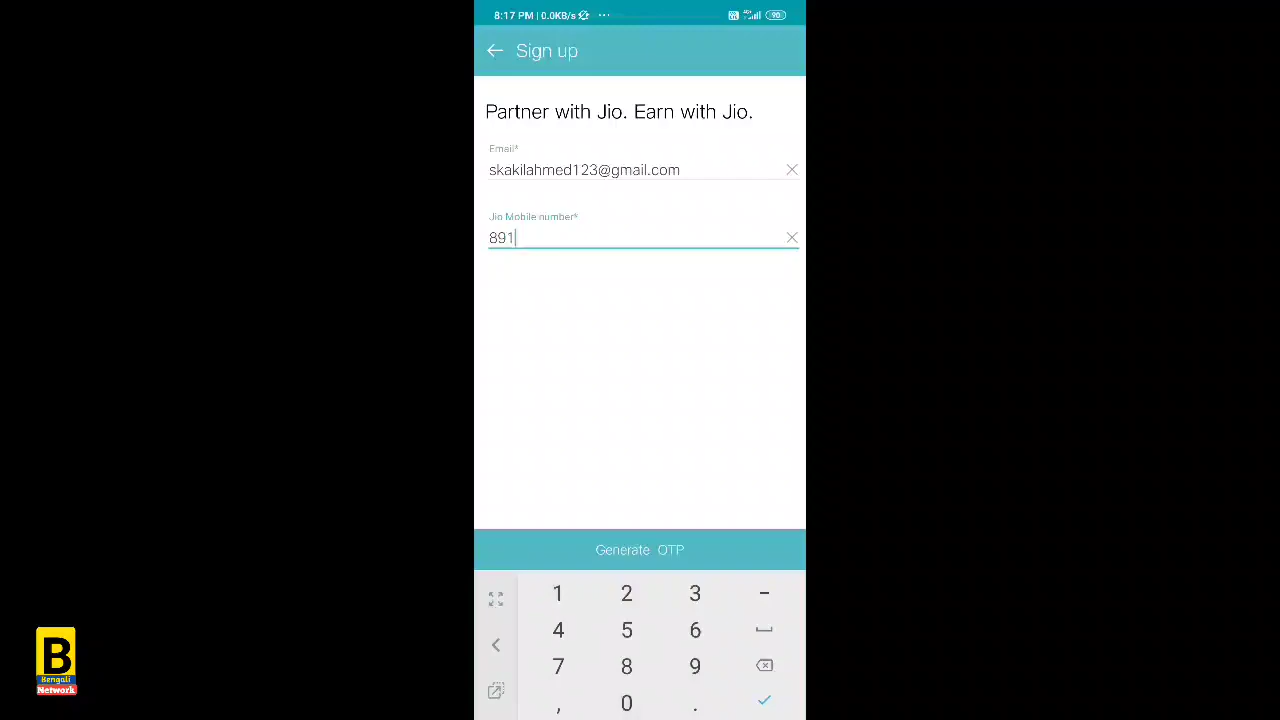 8:17 PM | 0.0KB/s ...
90
Sign up
Partner with Jio. Earn with Jio.
Email*
skakilahmed123@gmail.com
Jio Mobile number*
891
Generate OTP
1 2 3 -
4 5 6
7 8 9
, 0 .
B
Bengali
Network